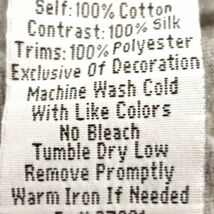 Self: 100% Cotton
Contrast: 100% Silk
Trims: 100% Polyester
Exclusive Of Decoration
Machine Wash Cold
With Like Colors
No Bleach
Tumble Dry Low
Remove Promptly
Warm Iron If Needed